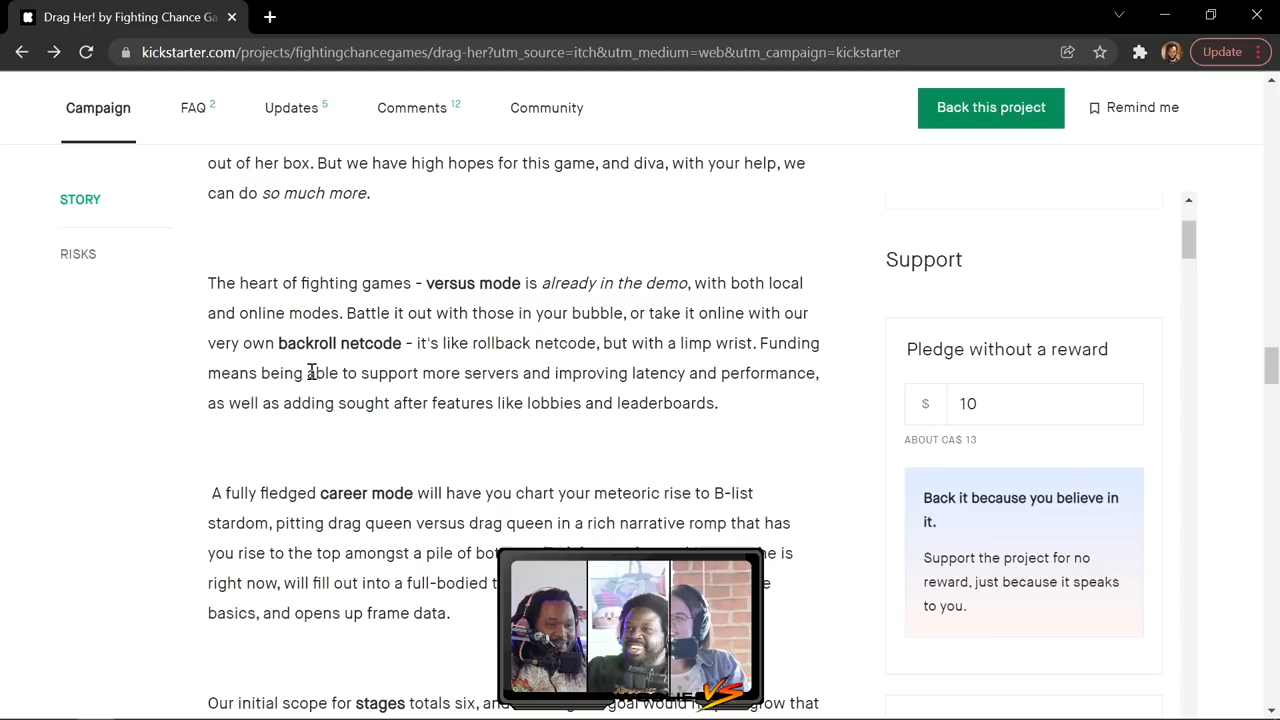 Drag Her! by Fighting Chance Ga
kickstarter.com/projects/fightingchancegames/drag-her?utm_source=itch&utm_medium=web&utm_campaign=kickstarter
Update
Campaign
FAQ 2
Updates 5
Comments 12
Community
Back this project
Remind me
STORY
RISKS
out of her box. But we have high hopes for this game, and diva, with your help, we
can do so much more.
The heart of fighting games - versus mode is already in the demo, with both local
and online modes. Battle it out with those in your bubble, or take it online with our
very own backroll netcode - it's like rollback netcode, but with a limp wrist. Funding
means being able to support more servers and improving latency and performance,
as well as adding sought after features like lobbies and leaderboards.
A fully fledged career mode will have you chart your meteoric rise to B-list
stardom, pitting drag queen versus drag queen in a rich narrative romp that has
you rise to the top amongst a pile of is
right now, will fill out into a full-bodied
basics, and opens up frame data.
Our initial scope for stages totals six, would grow that
Support
Pledge without a reward
$ 10
ABOUT CA$ 13
Back it because you believe in
it.
Support the project for no
reward, just because it speaks
to you.
VS